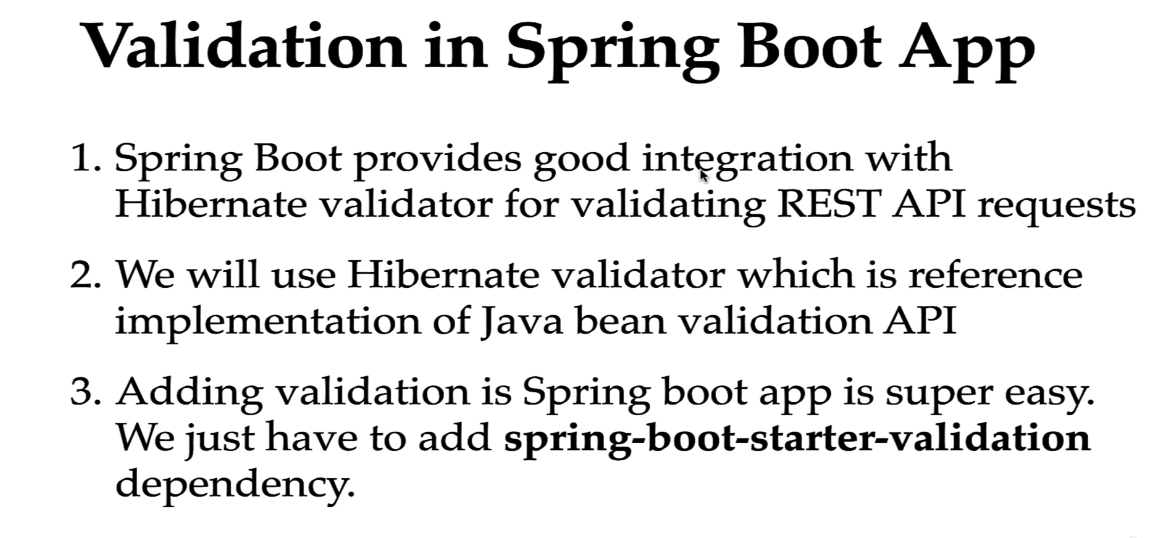 Validation in Spring Boot App
1. Spring Boot provides good integration with
Hibernate validator for validating REST API requests
2. We will use Hibernate validator which is reference
implementation of Java bean validation API
3. Adding validation is Spring boot app is super easy.
We just have to add spring-boot-starter-validation
dependency.